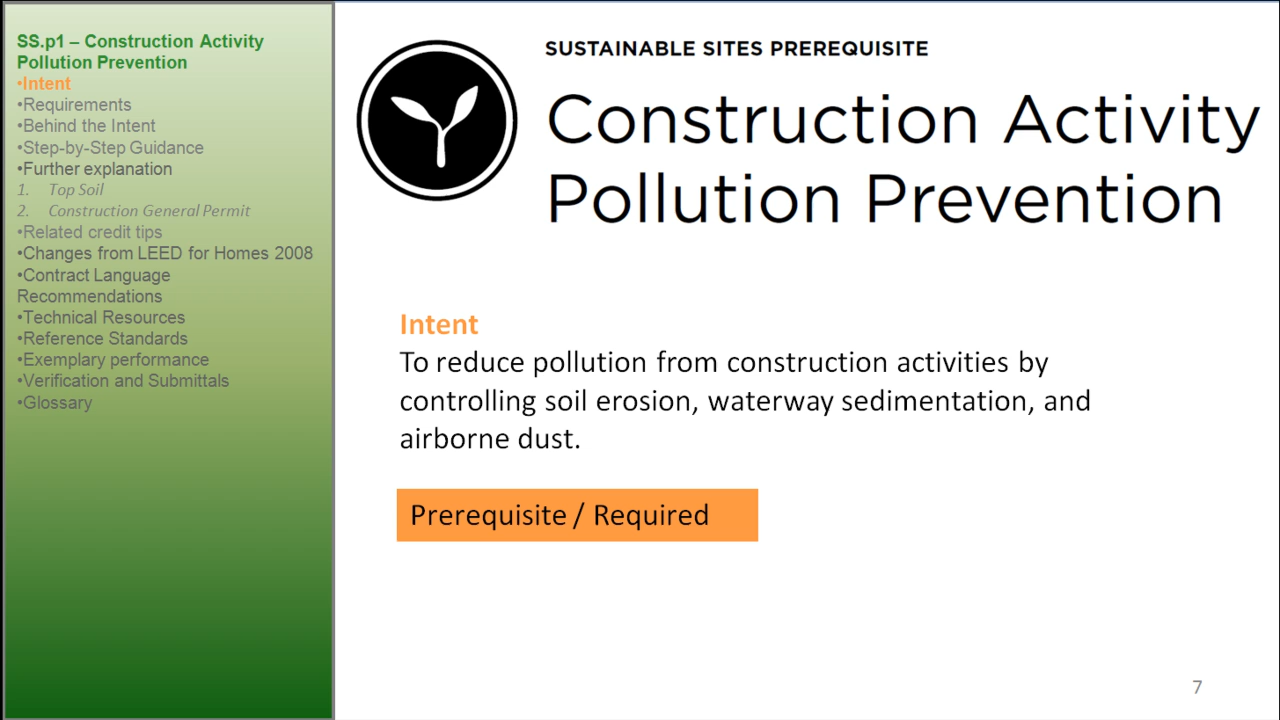 SS.p1 – Construction Activity
Pollution Prevention
•Intent
•Requirements
•Behind the Intent
•Step-by-Step Guidance
•Further explanation
1. Top Soil
2. Construction General Permit
•Related credit tips
•Changes from LEED for Homes 2008
•Contract Language
Recommendations
•Technical Resources
•Reference Standards
•Exemplary performance
•Verification and Submittals
•Glossary
SUSTAINABLE SITES PREREQUISITE
Construction Activity
Pollution Prevention
Intent
To reduce pollution from construction activities by
controlling soil erosion, waterway sedimentation, and
airborne dust.
Prerequisite / Required
7